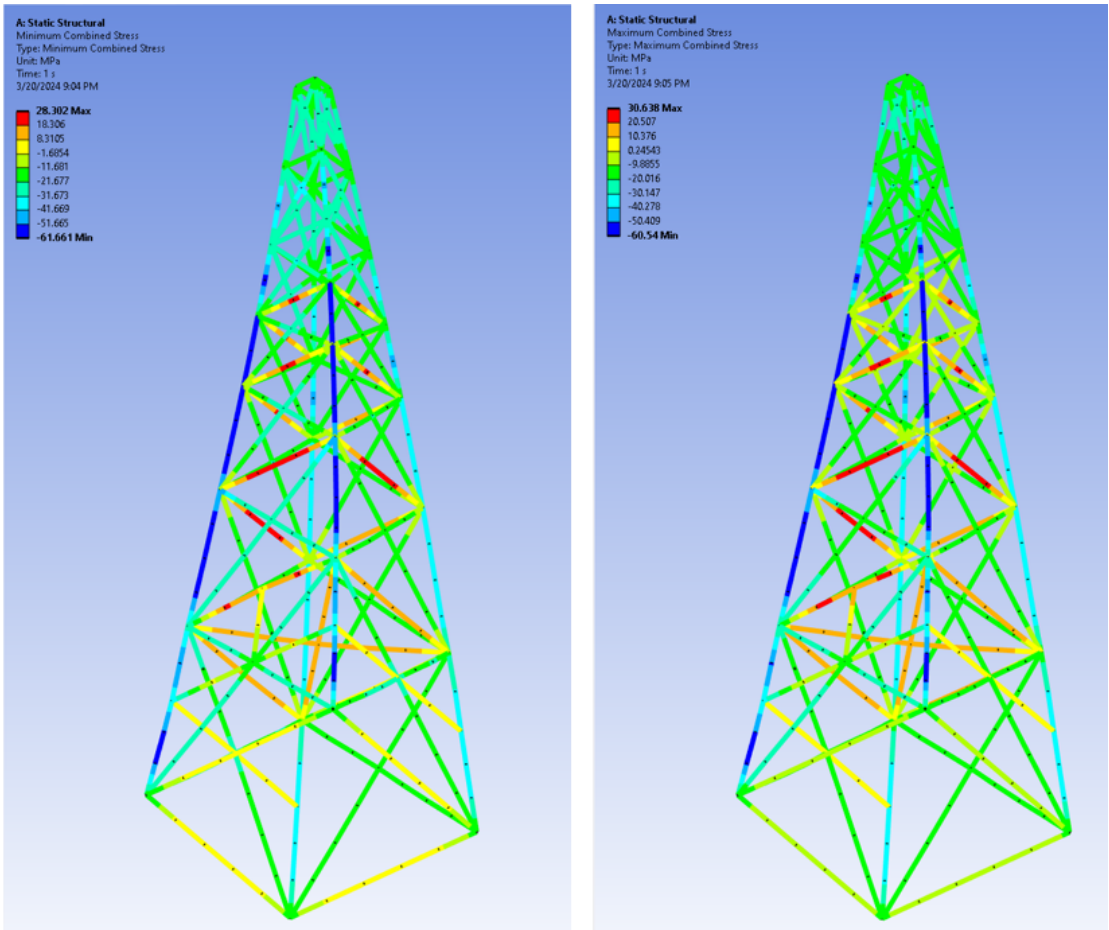 A: Static Structural
Minimum Combined Stress
Type: Minimum Combined Stress
Unit: MPa
Time: 1 s
3/20/2024 9:04 PM
28.302 Max
18.306
8.3105
-1.6854
-11.681
-21.677
-31.673
-41.669
-51.665
-61.661 Min
A: Static Structural
Maximum Combined Stress
Type: Maximum Combined Stress
Unit: MPa
Time: 1 s
3/20/2024 9:05 PM
30.638 Max
20.507
10.376
0.24543
-9.8855
-20.016
-30.147
-40.278
-50.409
-60.54 Min